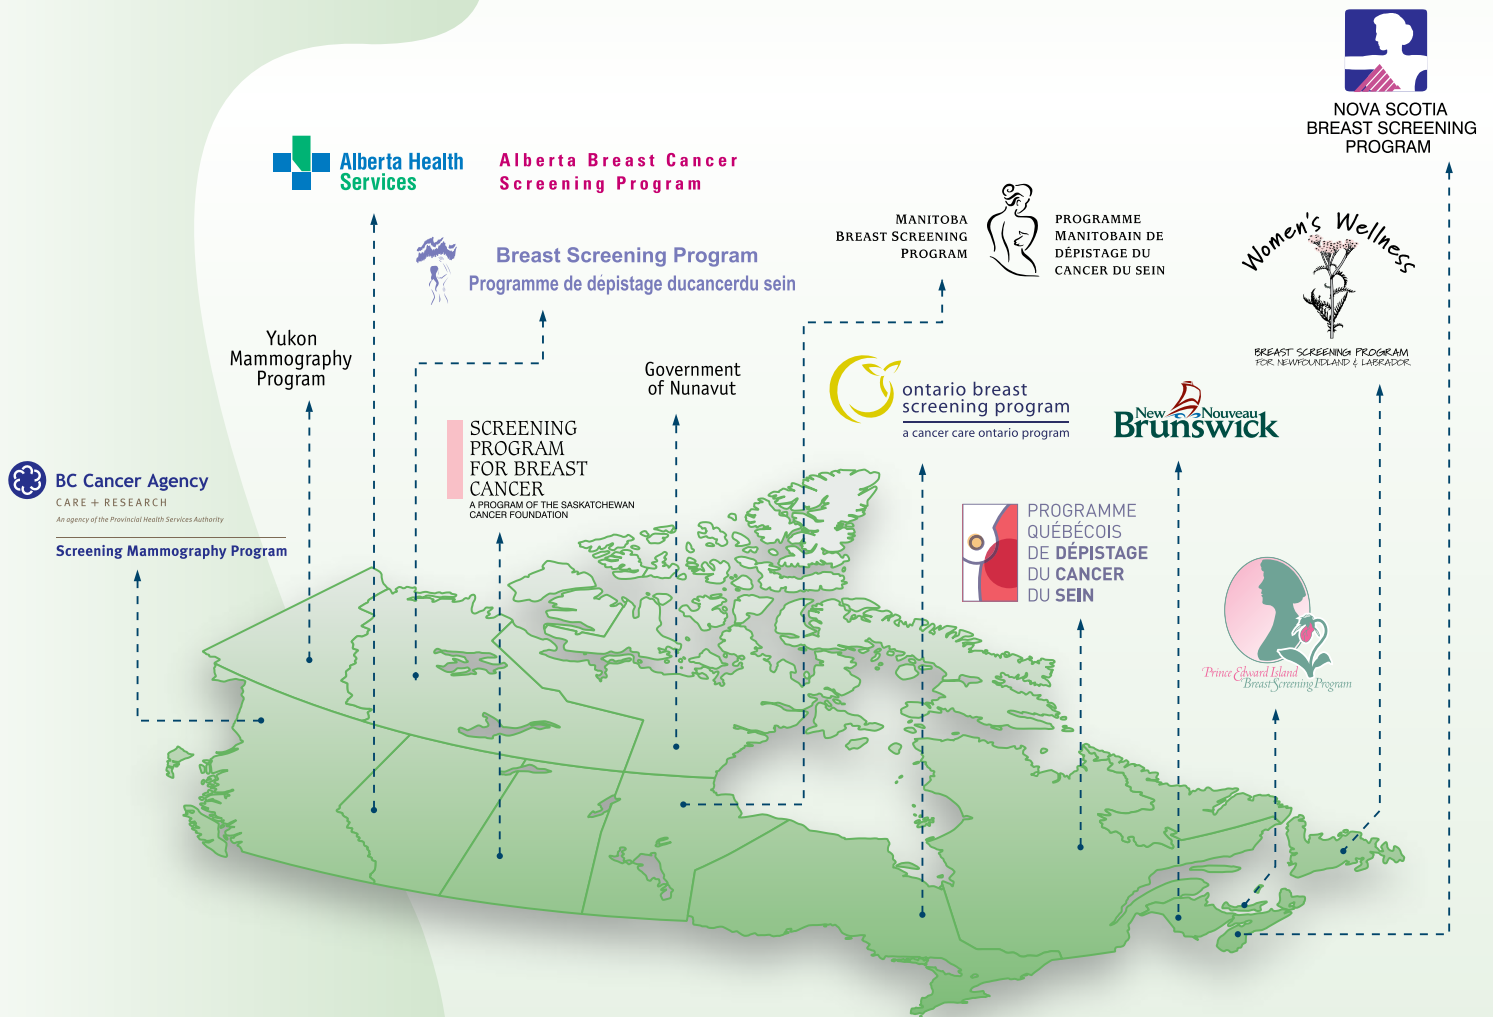 NOVA SCOTIA
BREAST SCREENING
PROGRAM
Alberta Health
Services
Alberta Breast Cancer
Screening Program
MANITOBA
BREAST SCREENING
PROGRAM
PROGRAMME
MANITOBAIN DE
DÉPISTAGE DU
CANCER DU SEIN
Women's Wellness
BREAST SCREENING PROGRAM
FOR NEWFOUNDLAND & LABRADOR
Breast Screening Program
Programme de dépistage ducancerdu sein
Yukon
Mammography
Program
Government
of Nunavut
ontario breast
screening program
a cancer care ontario program
New Nouveau
Brunswick
SCREENING
PROGRAM
FOR BREAST
CANCER
A PROGRAM OF THE SASKATCHEWAN
CANCER FOUNDATION
BC Cancer Agency
CARE + RESEARCH
An agency of the Provincial Health Services Authority
Screening Mammography Program
PROGRAMME
QUÉBÉCOIS
DE DÉPISTAGE
DU CANCER
DU SEIN
Prince Edward Island
Breast Screening Program